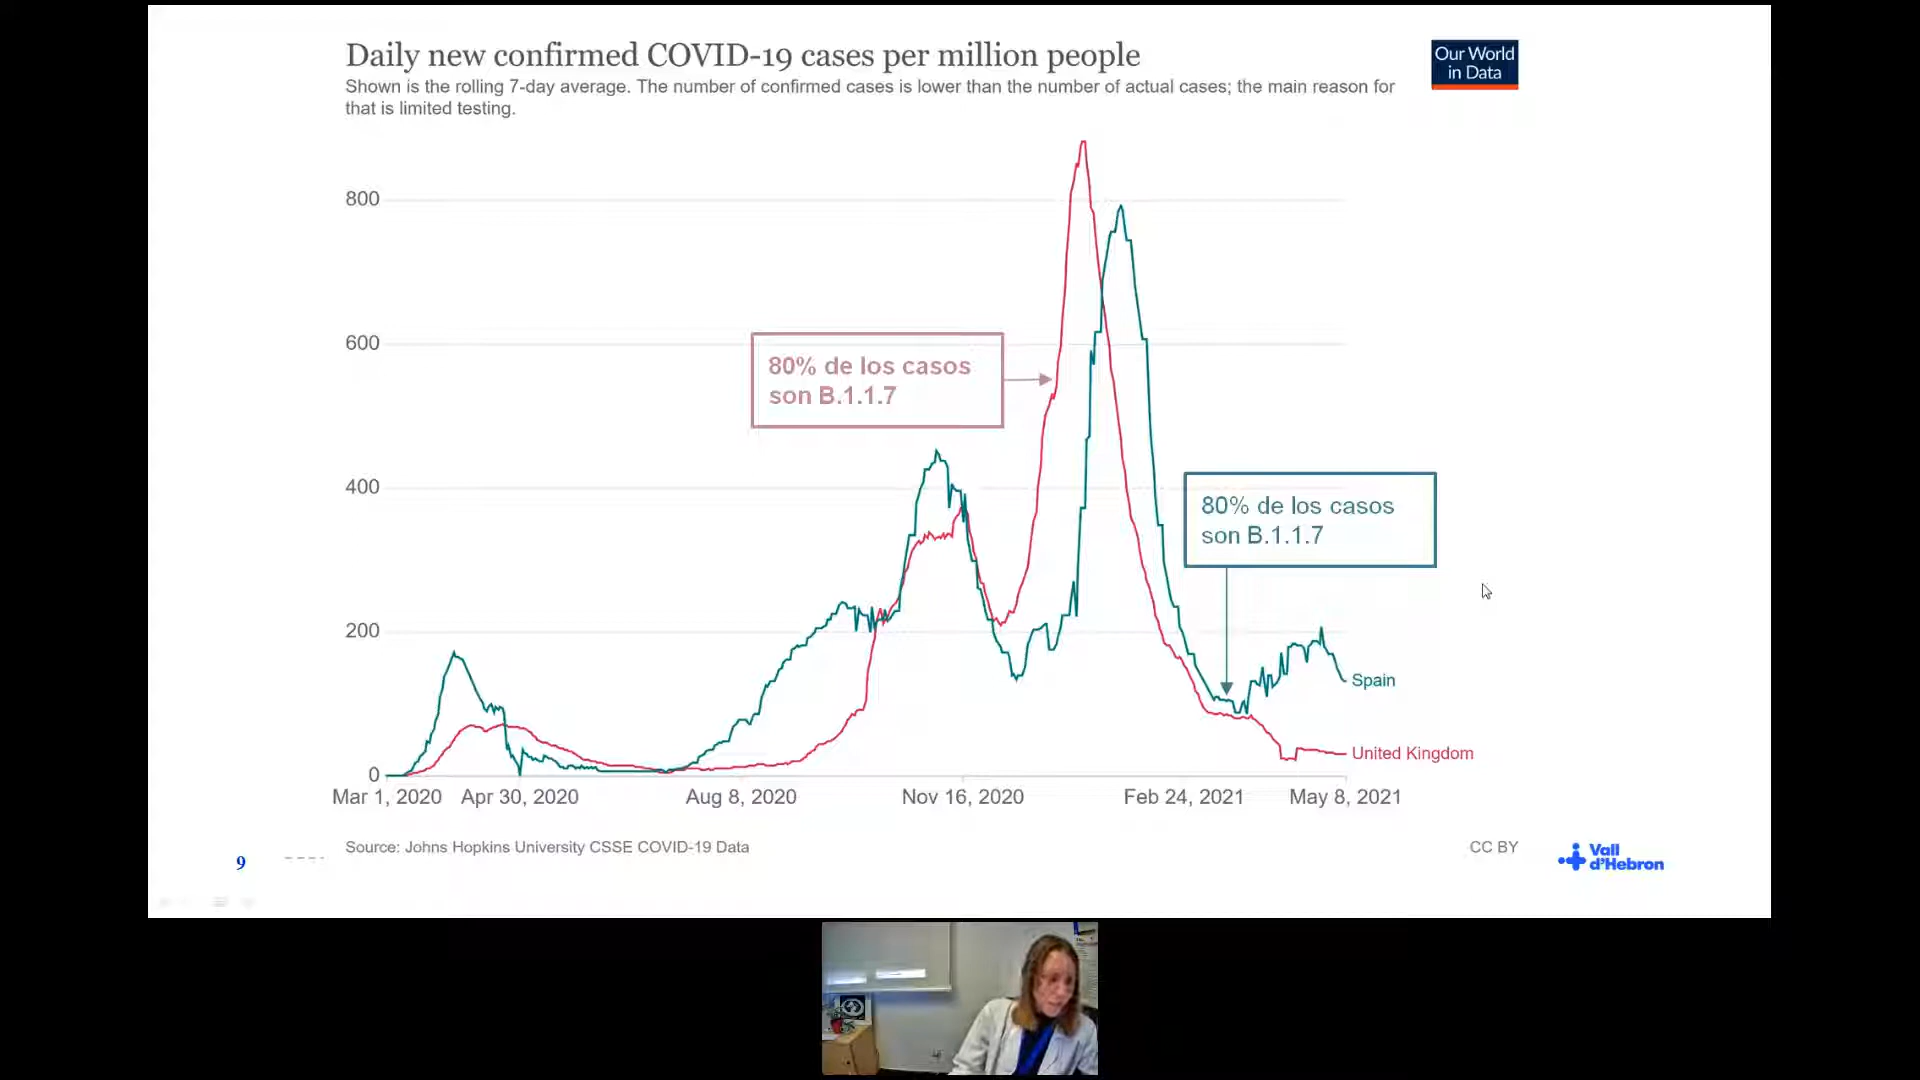 Daily new confirmed COVID-19 cases per million people
Shown is the rolling 7-day average. The number of confirmed cases is lower than the number of actual cases; the main reason for
that is limited testing.
Our World
in Data
800
600
400
200
0
80% de los casos
son B.1.1.7
80% de los casos
son B.1.1.7
Spain
United Kingdom
Mar 1, 2020
Apr 30, 2020
Aug 8, 2020
Nov 16, 2020
Feb 24, 2021
May 8, 2021
Source: Johns Hopkins University CSSE COVID-19 Data
CC BY
9
Vall
d'Hebron